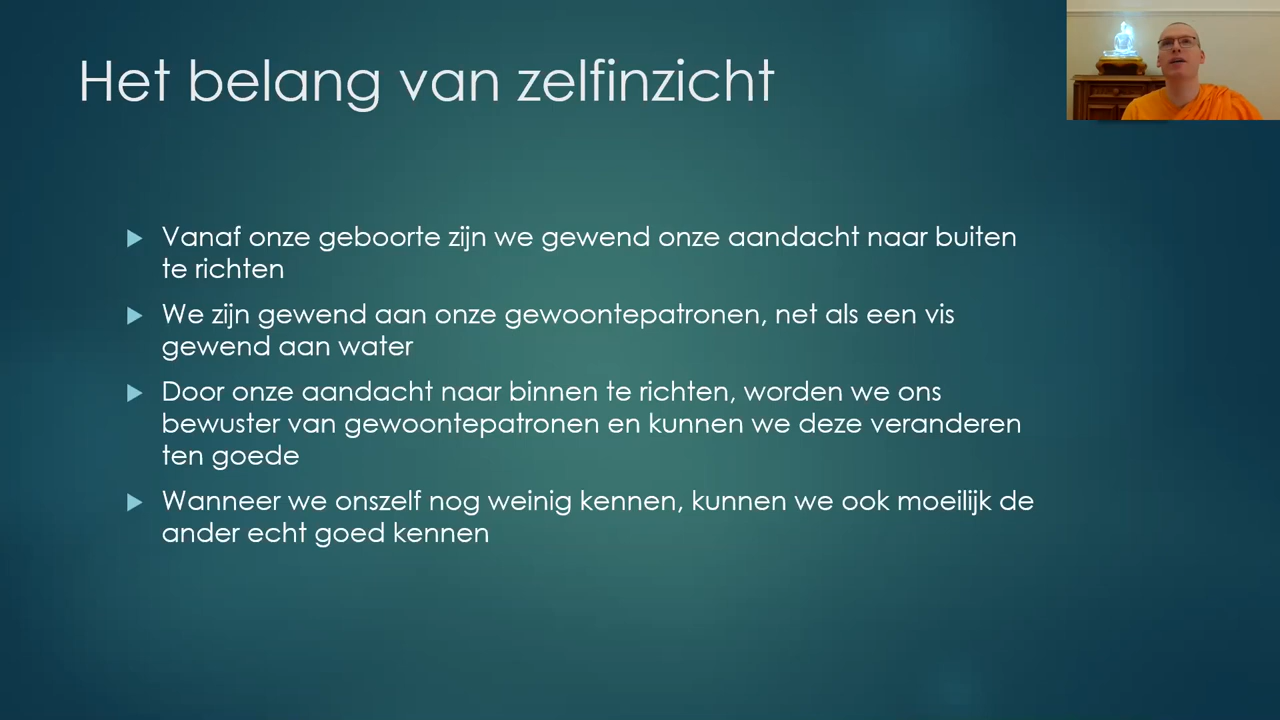 Het belang van zelfinzicht
Vanaf onze geboorte zijn we gewend onze aandacht naar buiten
te richten
We zijn gewend aan onze gewoontepatronen, net als een vis
gewend aan water
Door onze aandacht naar binnen te richten, worden we ons
bewuster van gewoontepatronen en kunnen we deze veranderen
ten goede
Wanneer we onszelf nog weinig kennen, kunnen we ook moeilijk de
ander echt goed kennen